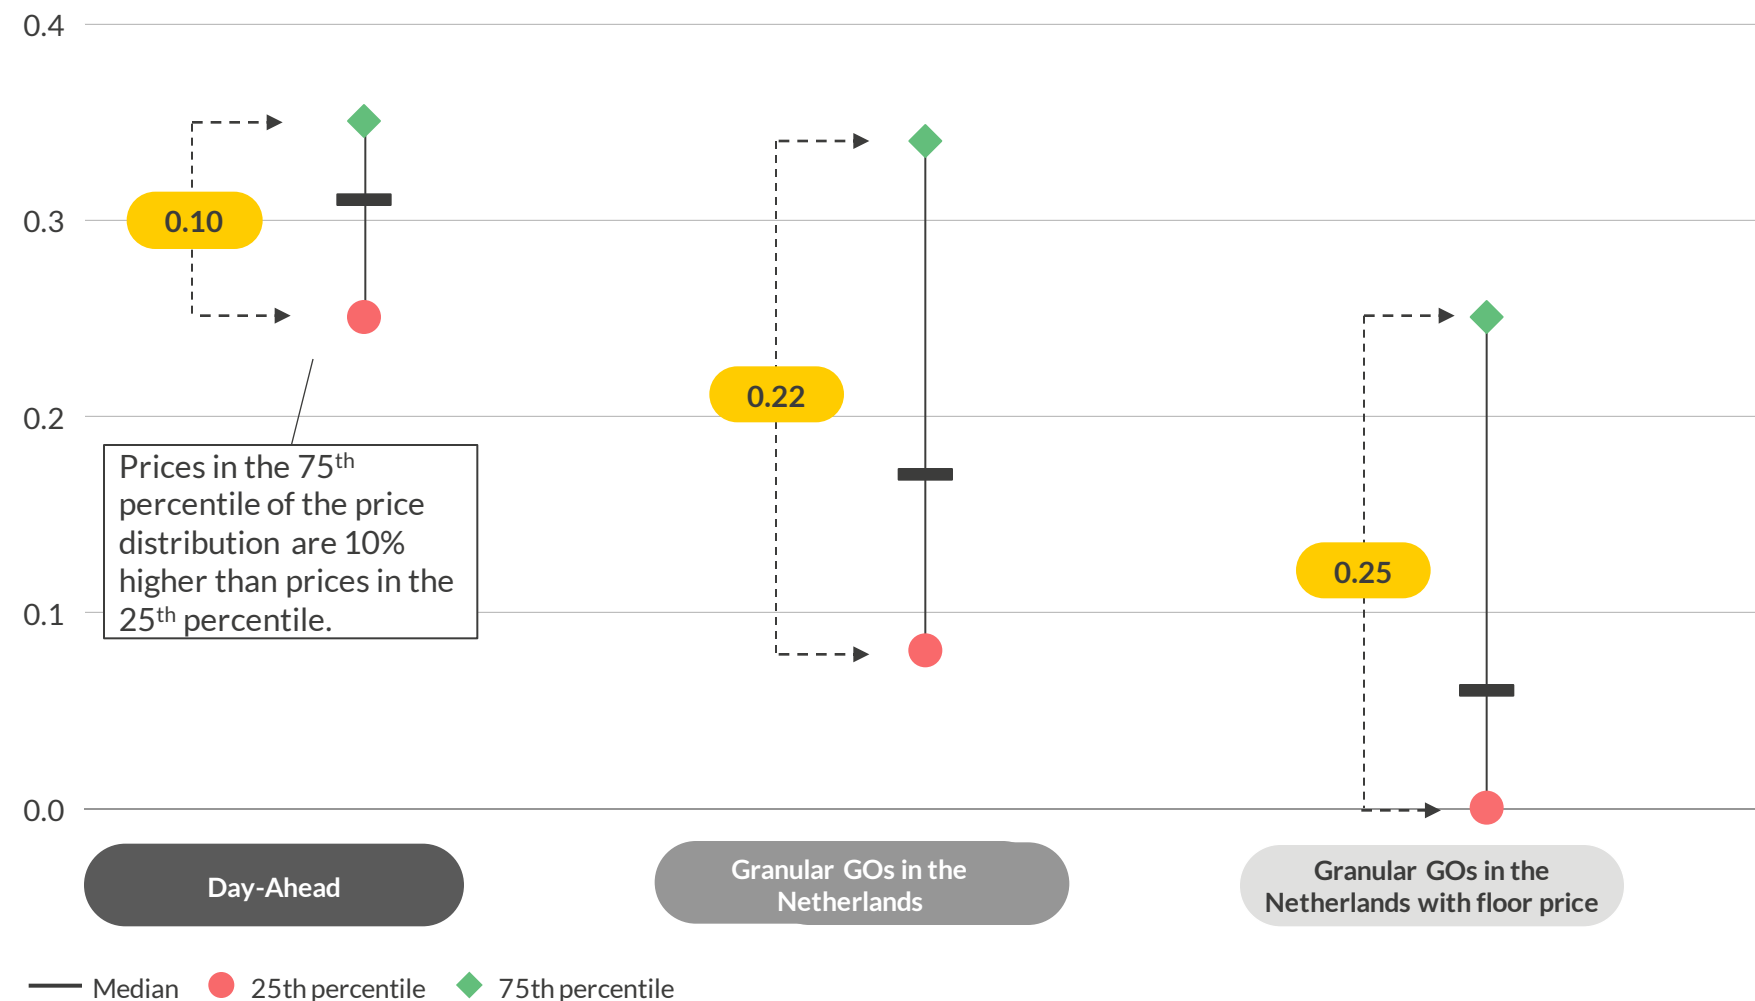 0.4
0.3
0.2
0.1
0.0
0.10
0.22
0.25
Prices in the 75th
percentile of the price
distribution are 10%
higher than prices in the
25th percentile.
Day-Ahead
Granular GOs in the
Netherlands
Granular GOs in the
Netherlands with floor price
Median
25th percentile
75th percentile